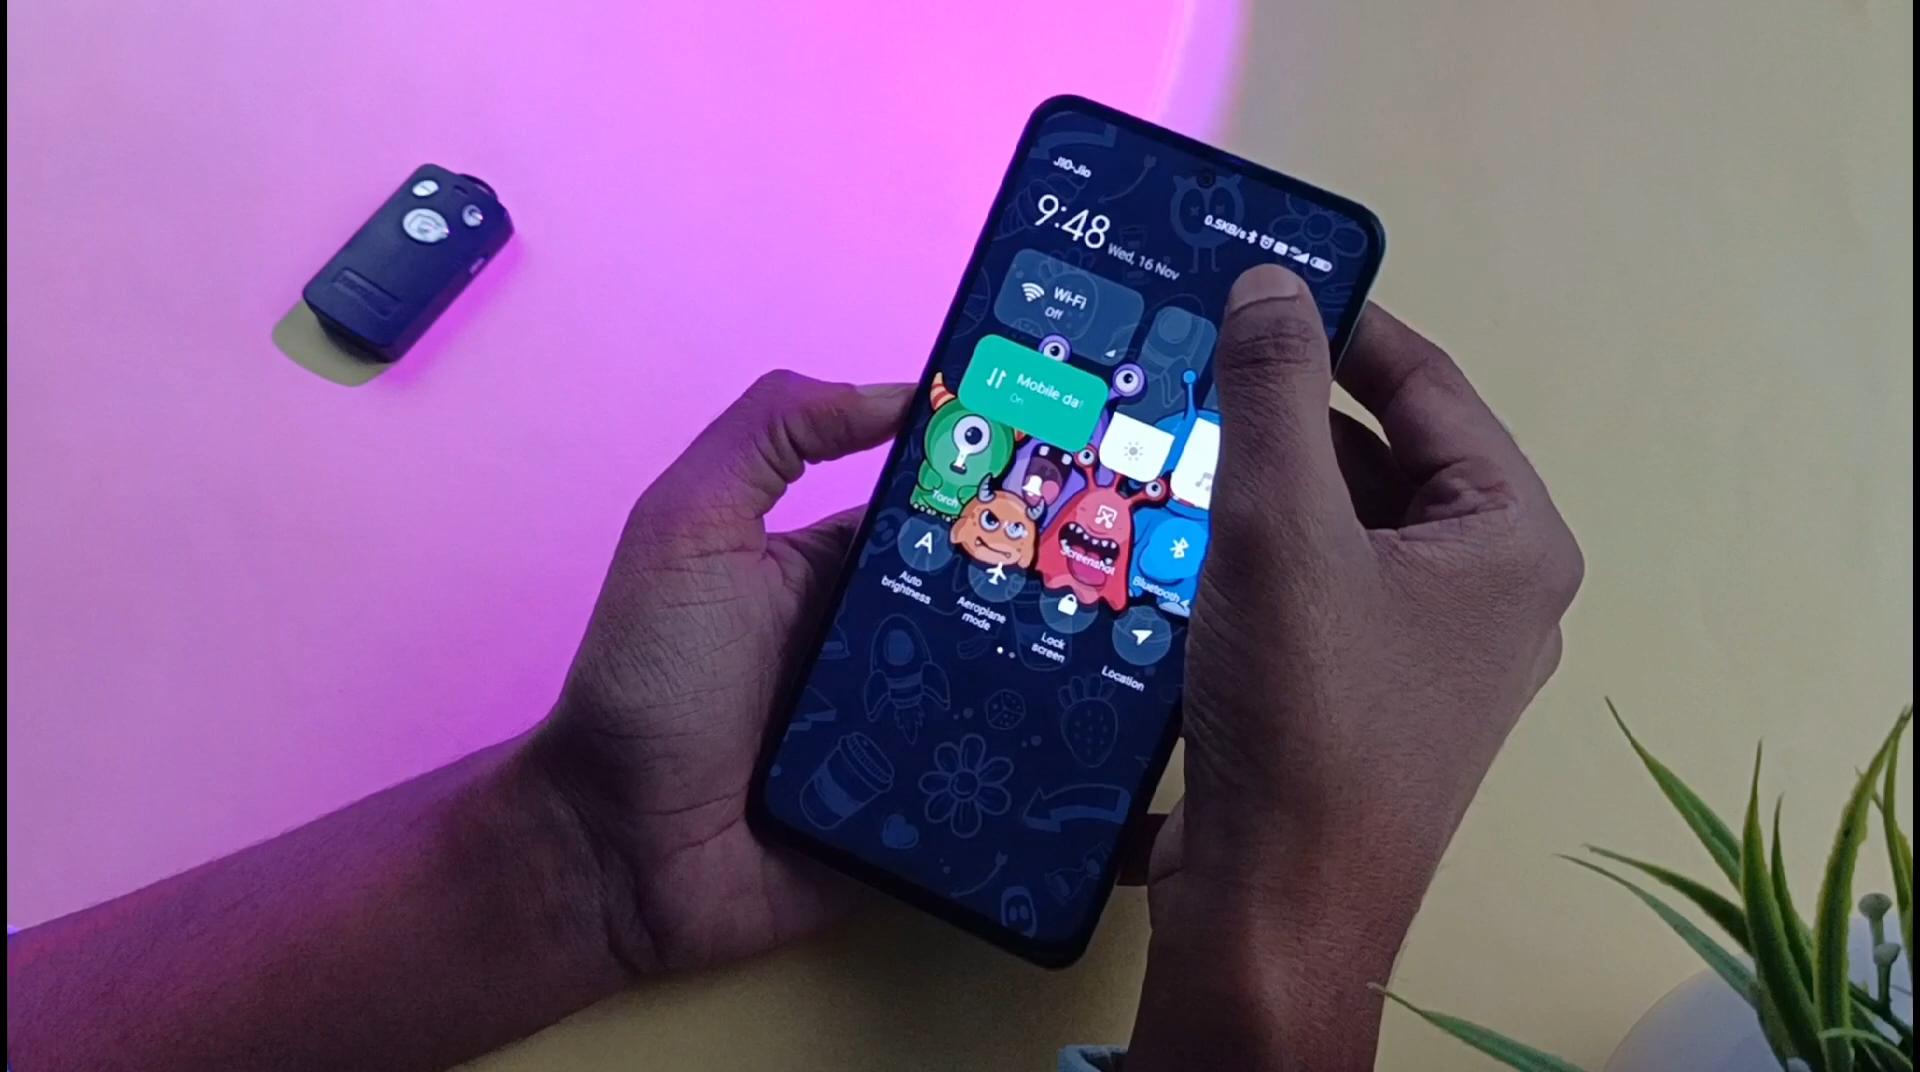 JIO-Jio
0.5KB/s
9:48
Wed, 16 Nov
Wi-Fi
Off
Mobile da
On
Torch
Screenshot
Bluetooth
A
Auto
brightness
Aeroplane
mode
Lock
screen
Location